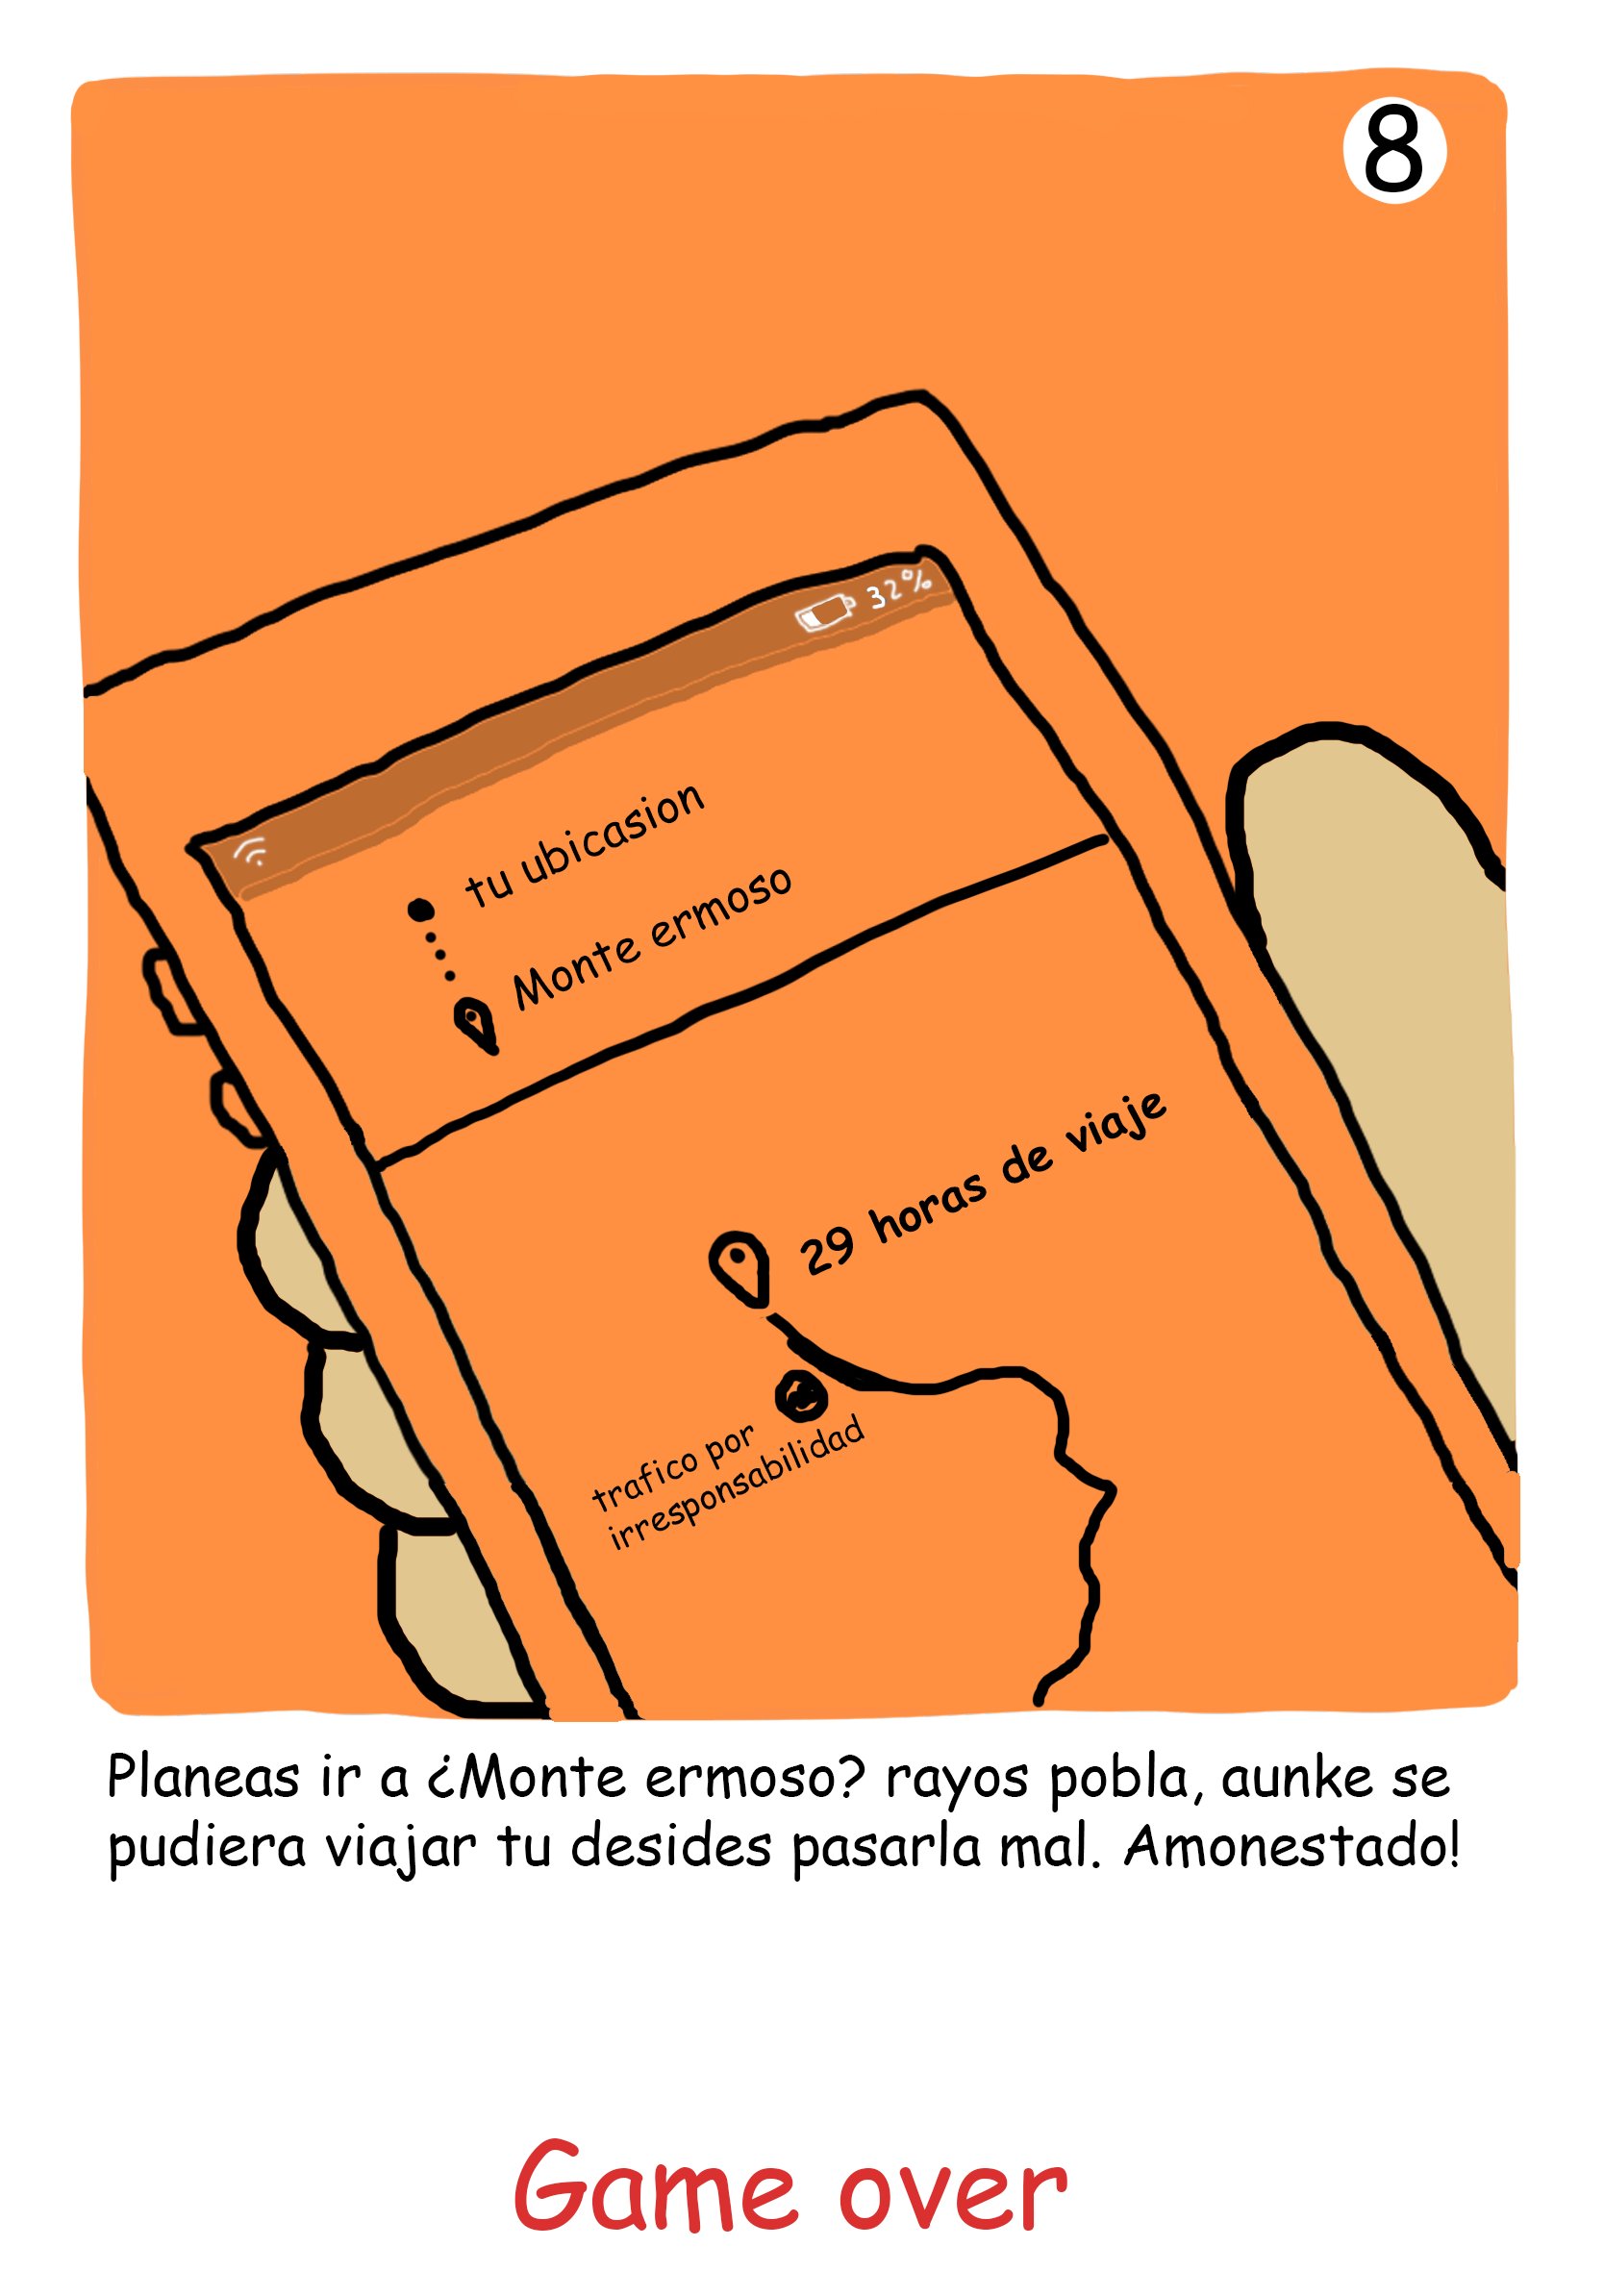 8
32%
tu ubicasion
Monte ermoso
29 horas de viaje
trafico por
irresponsabilidad
Planeas ir a ¿Monte ermoso? rayos pobla, aunke se
pudiera viajar tu desides pasarla mal. Amonestado!
Game over